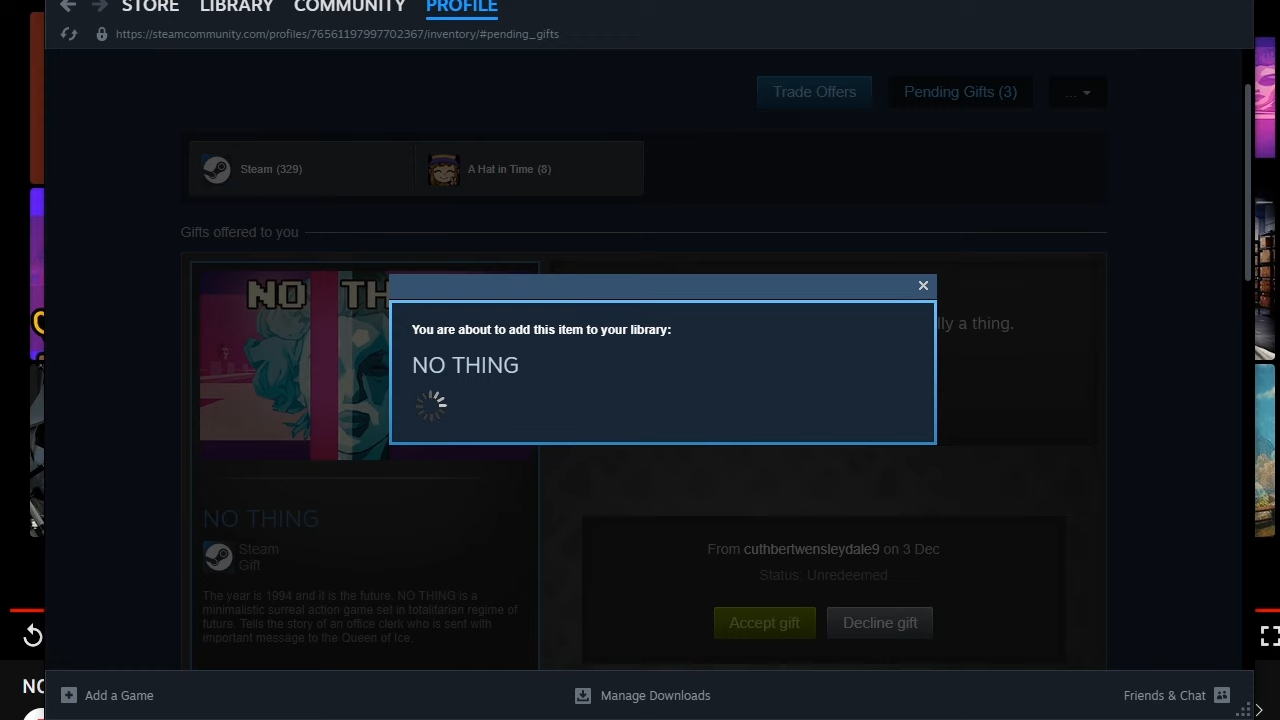 STORE LIBRARY COMMUNITY PROFILE
https://steamcommunity.com/profiles/76561197997702367/inventory/#pending_gifts
Trade Offers Pending Gifts (3) ...
Steam (329) A Hat in Time (8)
Gifts offered to you
NO TH
You are about to add this item to your library:
lly a thing.
NO THING
NO THING
Steam
Gift
The year is 1994 and it is the future. NO THING is a
minimalistic surreal action game set in totalitarian regime of
future. Tells the story of an office clerk who is sent with
important message to the Queen of Ice.
From cuthbertwensleydale9 on 3 Dec
Status: Unredeemed
Accept gift Decline gift
NO
Add a Game Manage Downloads Friends & Chat